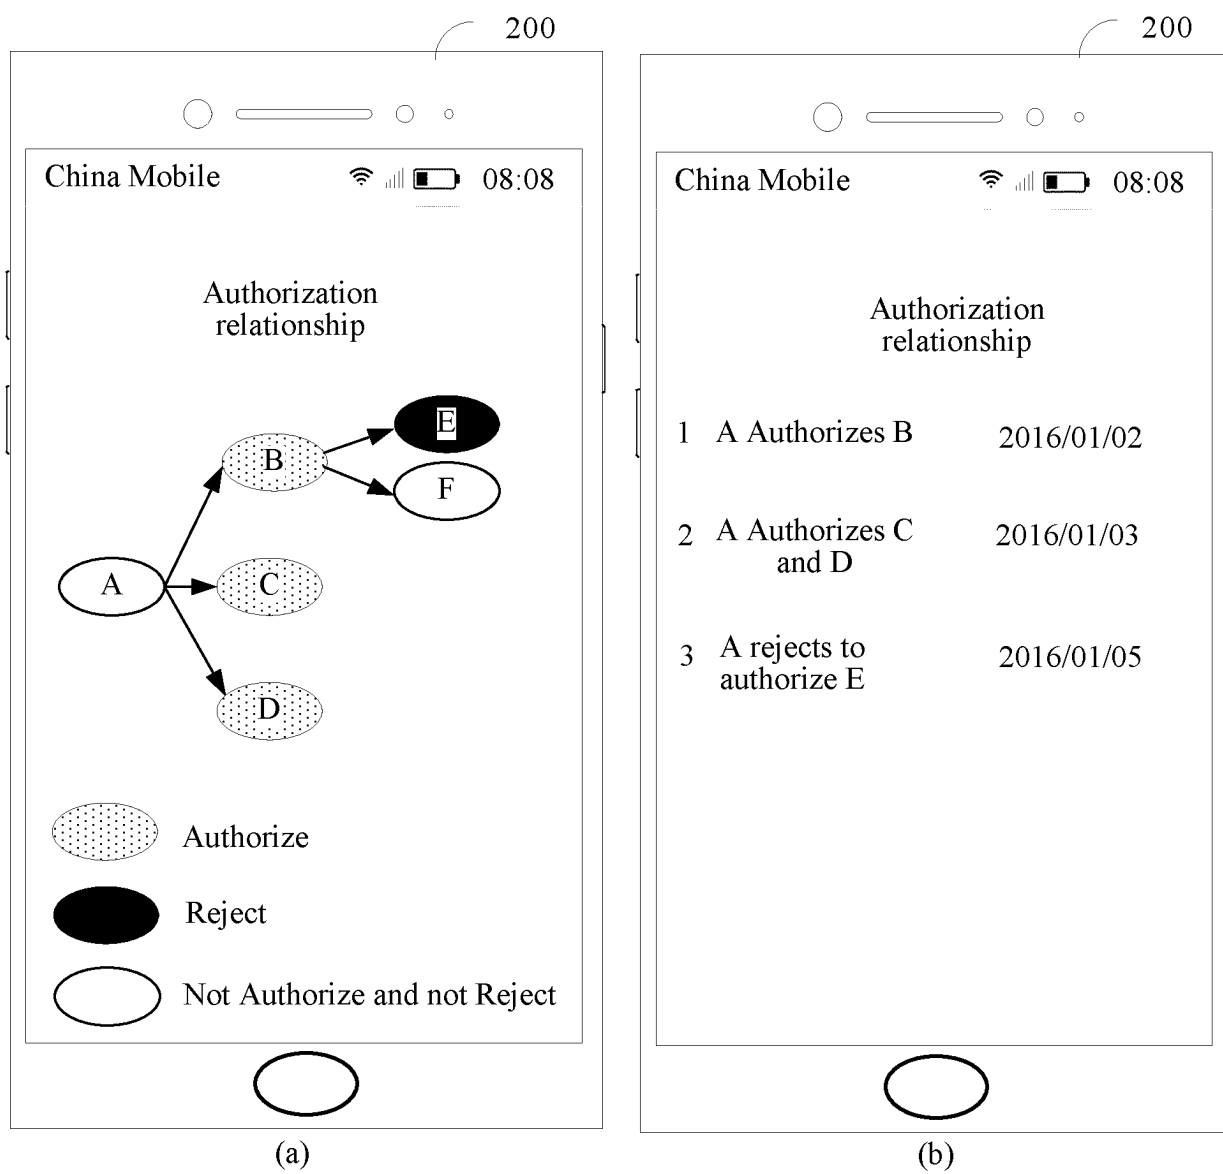 200
China Mobile 08:08
Authorization
relationship
E
B
F
A
C
D
Authorize
Reject
Not Authorize and not Reject
(a)
200
China Mobile 08:08
Authorization
relationship
1 A Authorizes B 2016/01/02
2 A Authorizes C 2016/01/03
and D
3 A rejects to 2016/01/05
authorize E
(b)